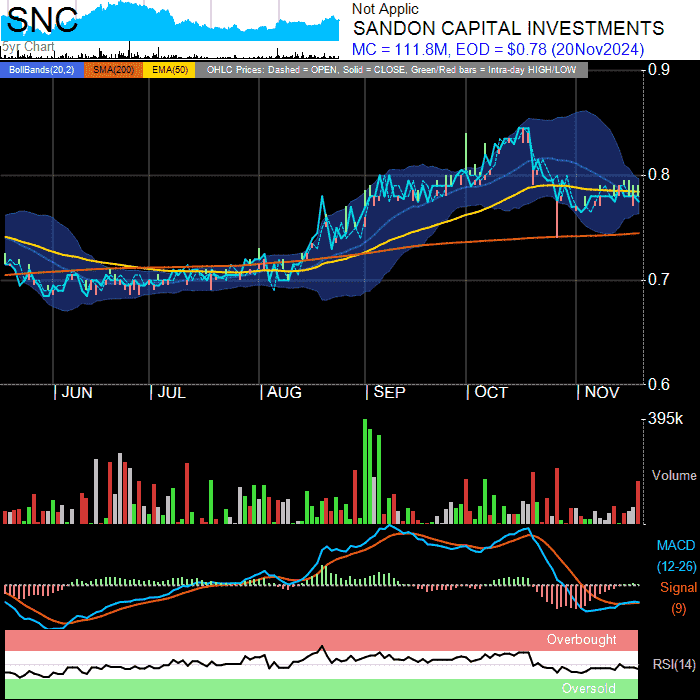 SNC
5yr Chart
Not Applic
SANDON CAPITAL INVESTMENTS
MC = 111.8M, EOD = $0.78 (20Nov2024)
BollBands(20,2) SMA(200) EMA(50) OHLC Prices: Dashed = OPEN, Solid = CLOSE, Green/Red bars = Intra-day HIGH/LOW
0.9
0.8
0.7
0.6
JUN JUL AUG SEP OCT NOV
395k
Volume
MACD
(12-26)
Signal
(9)
Overbought
RSI(14)
Oversold